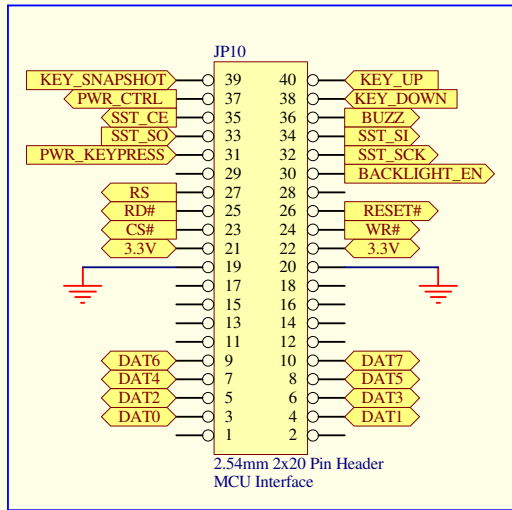 JP10
KEY_SNAPSHOT 39 40 KEY_UP
PWR_CTRL 37 38 KEY_DOWN
SST_CE 35 36 BUZZ
SST_SO 33 34 SST_SI
PWR_KEYPRESS 31 32 SST_SCK
29 30 BACKLIGHT_EN
RS 27 28
RD# 25 26 RESET#
CS# 23 24 WR#
3.3V 21 22 3.3V
19 20
17 18
15 16
13 14
11 12
DAT6 9 10 DAT7
DAT4 7 8 DAT5
DAT2 5 6 DAT3
DAT0 3 4 DAT1
1 2
2.54mm 2x20 Pin Header
MCU Interface